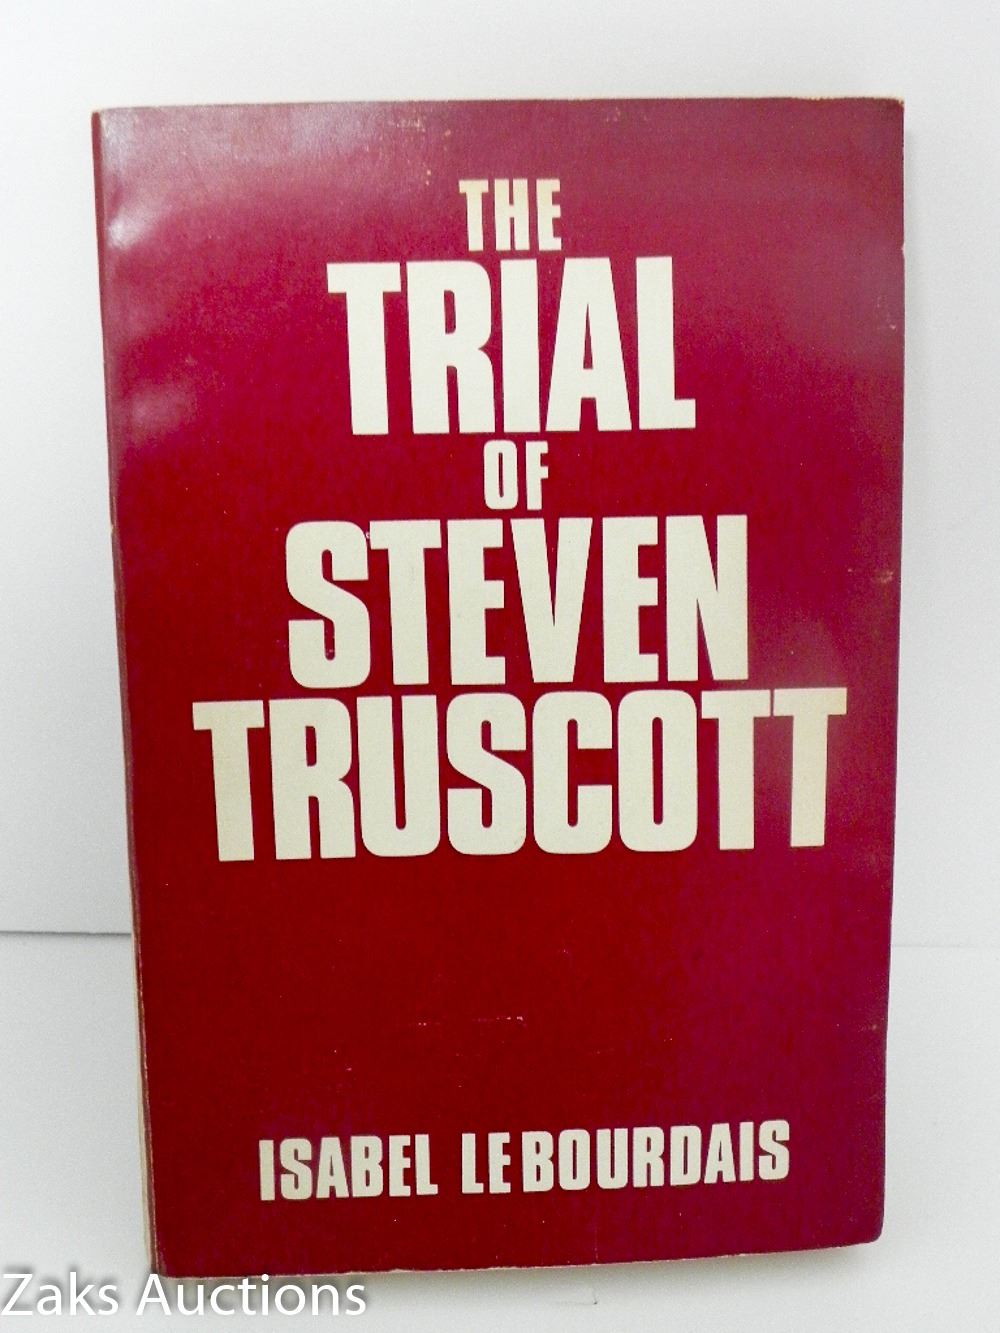 THE
TRIAL
OF
STEVEN
TRUSCOTT
ISABEL LEBOURDAIS
Zaks Auctions